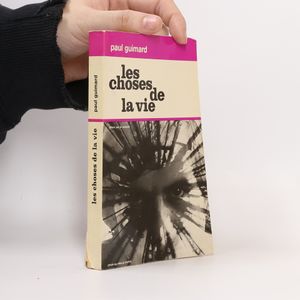 paul guimard
les
choses de
la vie
paul guimard
les choses de la vie